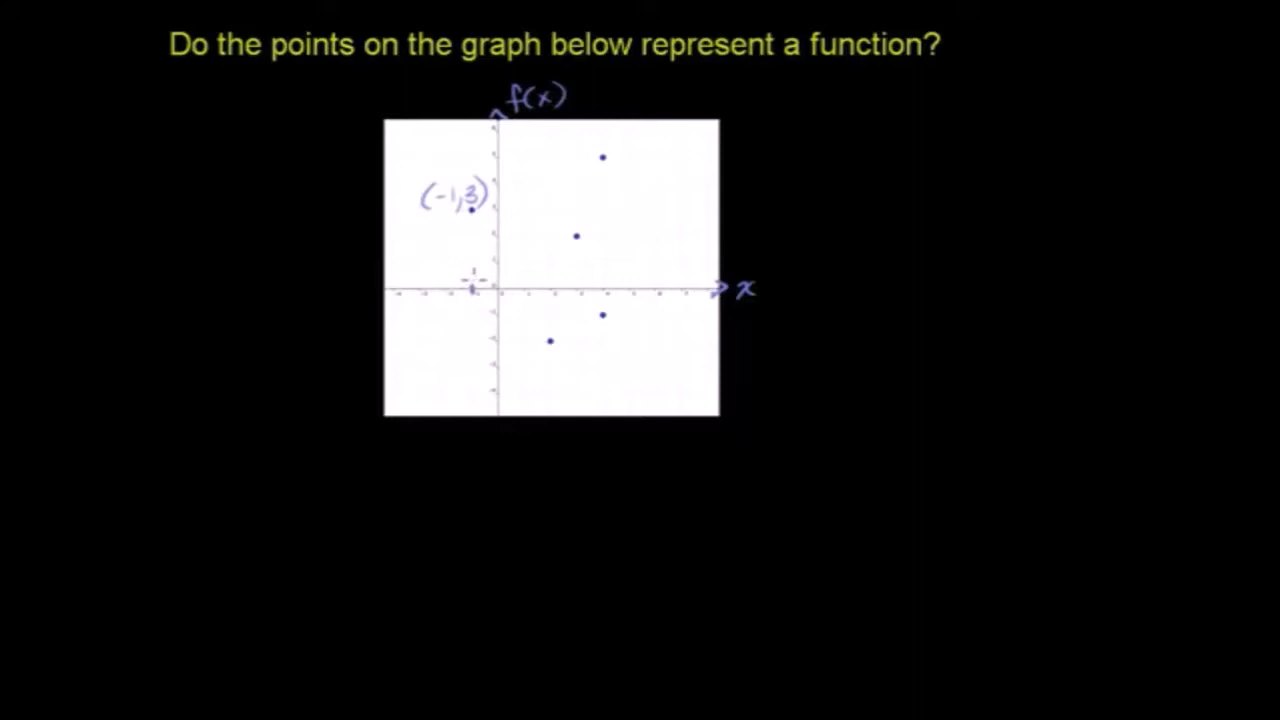 Do the points on the graph below represent a function?
f(x)
(-1,3)
x